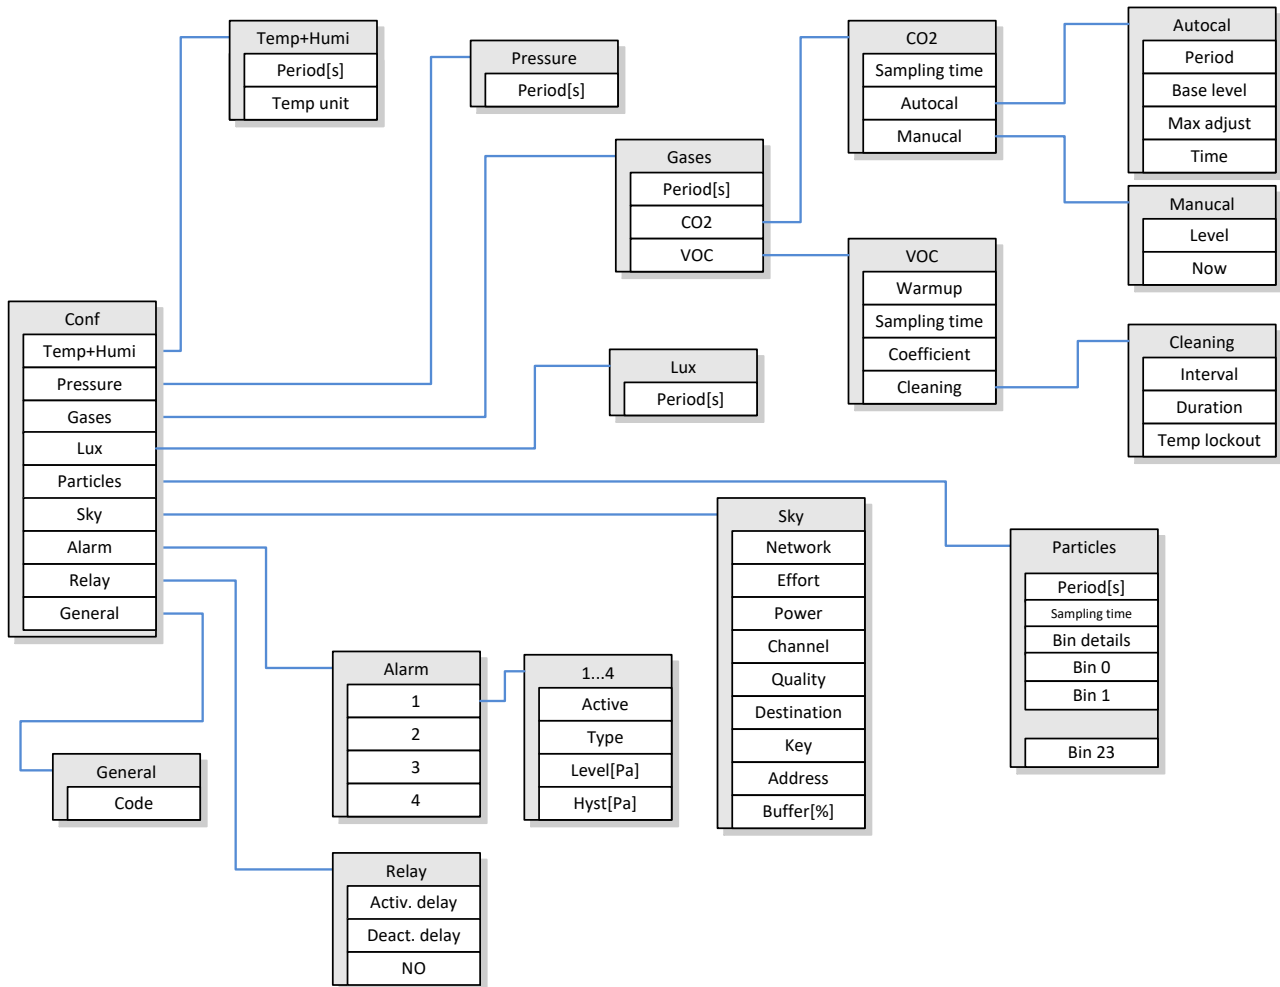 Temp+Humi
Period[s]
Temp unit
Pressure
Period[s]
CO2
Sampling time
Autocal
Manucal
Autocal
Period
Base level
Max adjust
Time
Gases
Period[s]
CO2
VOC
Manucal
Level
Now
VOC
Warmup
Sampling time
Coefficient
Cleaning
Conf
Temp+Humi
Pressure
Gases
Lux
Particles
Sky
Alarm
Relay
General
Lux
Period[s]
Cleaning
Interval
Duration
Temp lockout
Sky
Network
Effort
Power
Channel
Quality
Destination
Key
Address
Buffer[%]
Particles
Period[s]
Sampling time
Bin details
Bin 0
Bin 1
Bin 23
Alarm
1
2
3
4
1...4
Active
Type
Level[Pa]
Hyst[Pa]
General
Code
Relay
Activ. delay
Deact. delay
NO